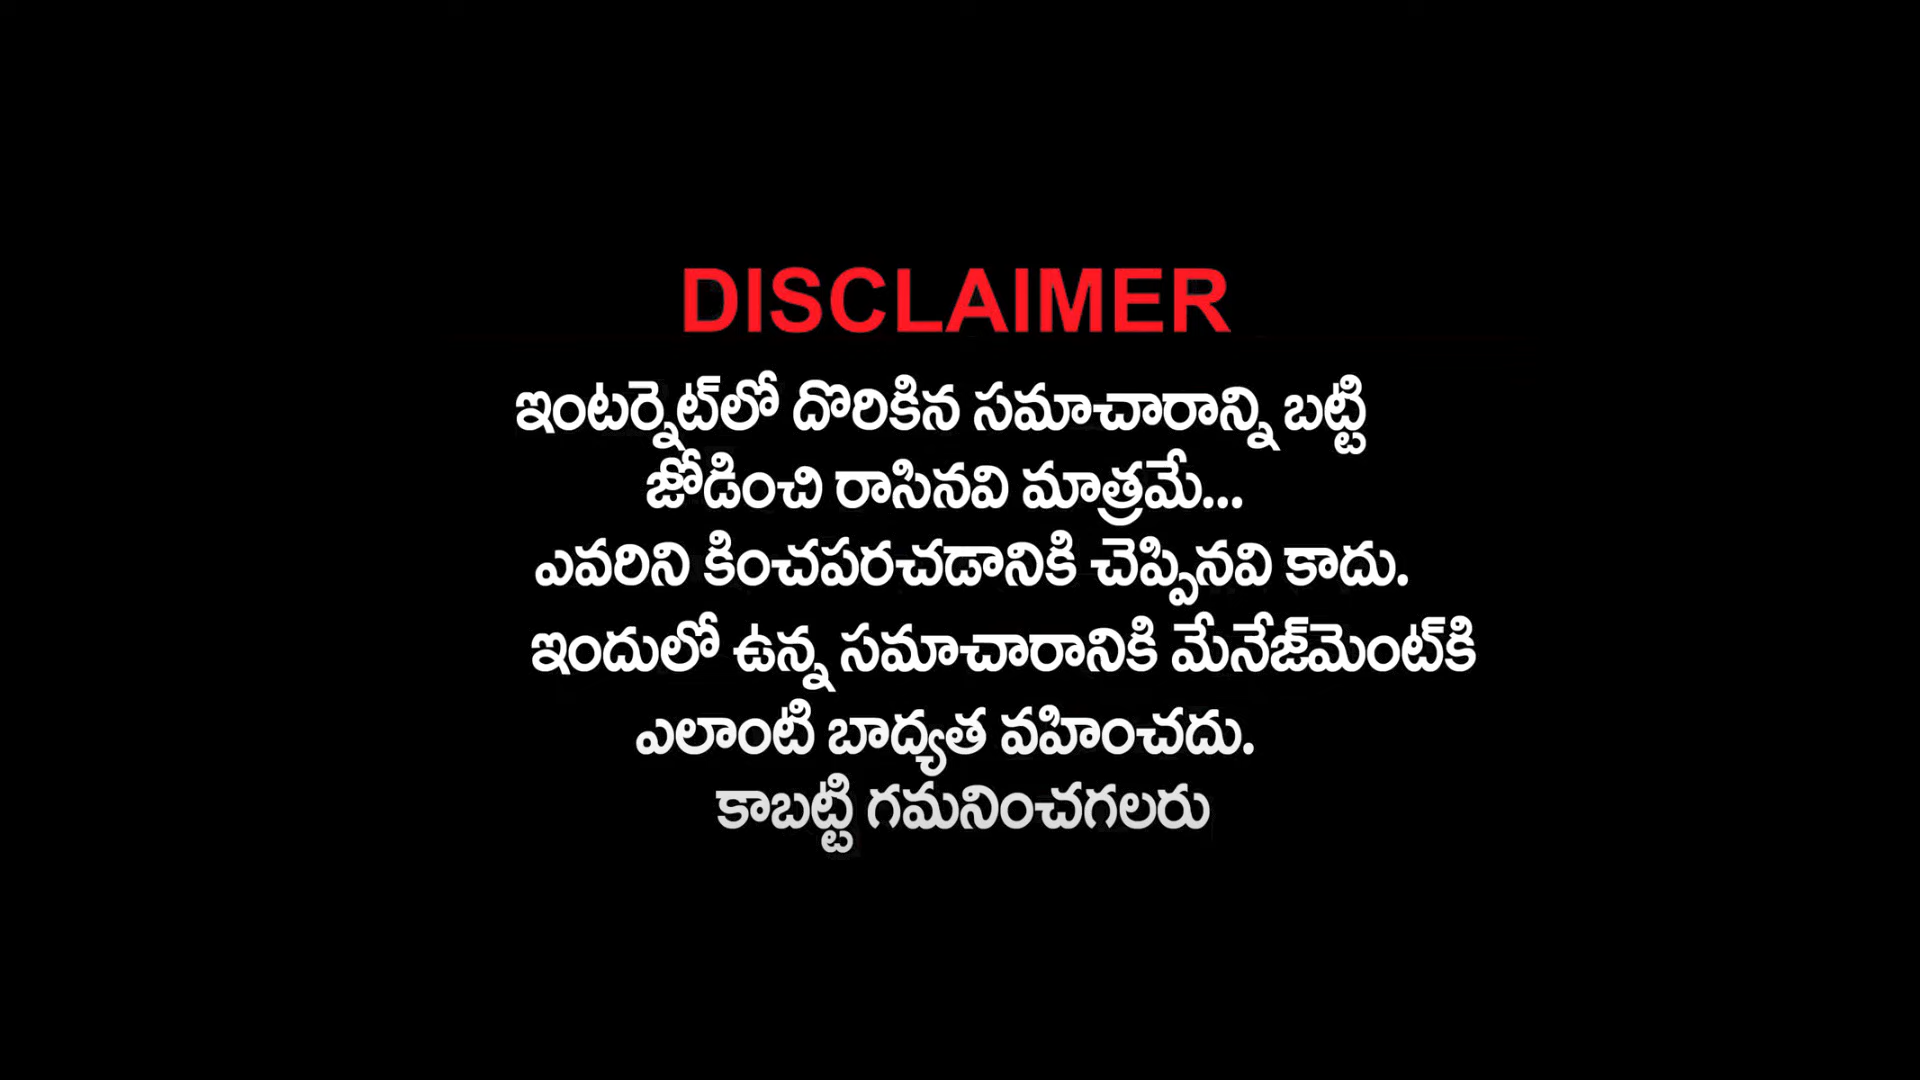 DISCLAIMER
ఇంటర్నెట్‌లో దొరికిన సమాచారాన్ని బట్టి
జోడించి రాసినవి మాత్రమే...
ఎవరిని కించపరచడానికి చెప్పినవి కాదు.
ఇందులో ఉన్న సమాచారానికి మేనేజ్‌మెంట్‌కి
ఎలాంటి బాద్యత వహించదు.
కాబట్టి గమనించగలరు